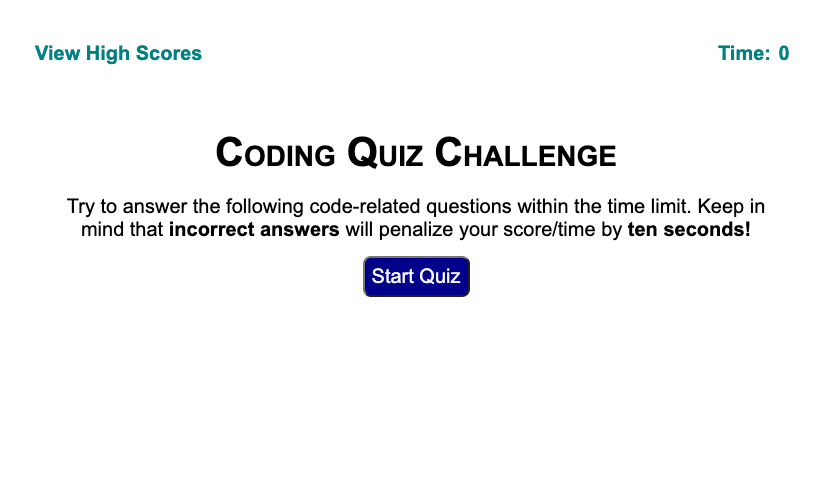 View High Scores
Time: 0
Coding Quiz Challenge
Try to answer the following code-related questions within the time limit. Keep in
mind that incorrect answers will penalize your score/time by ten seconds!
Start Quiz